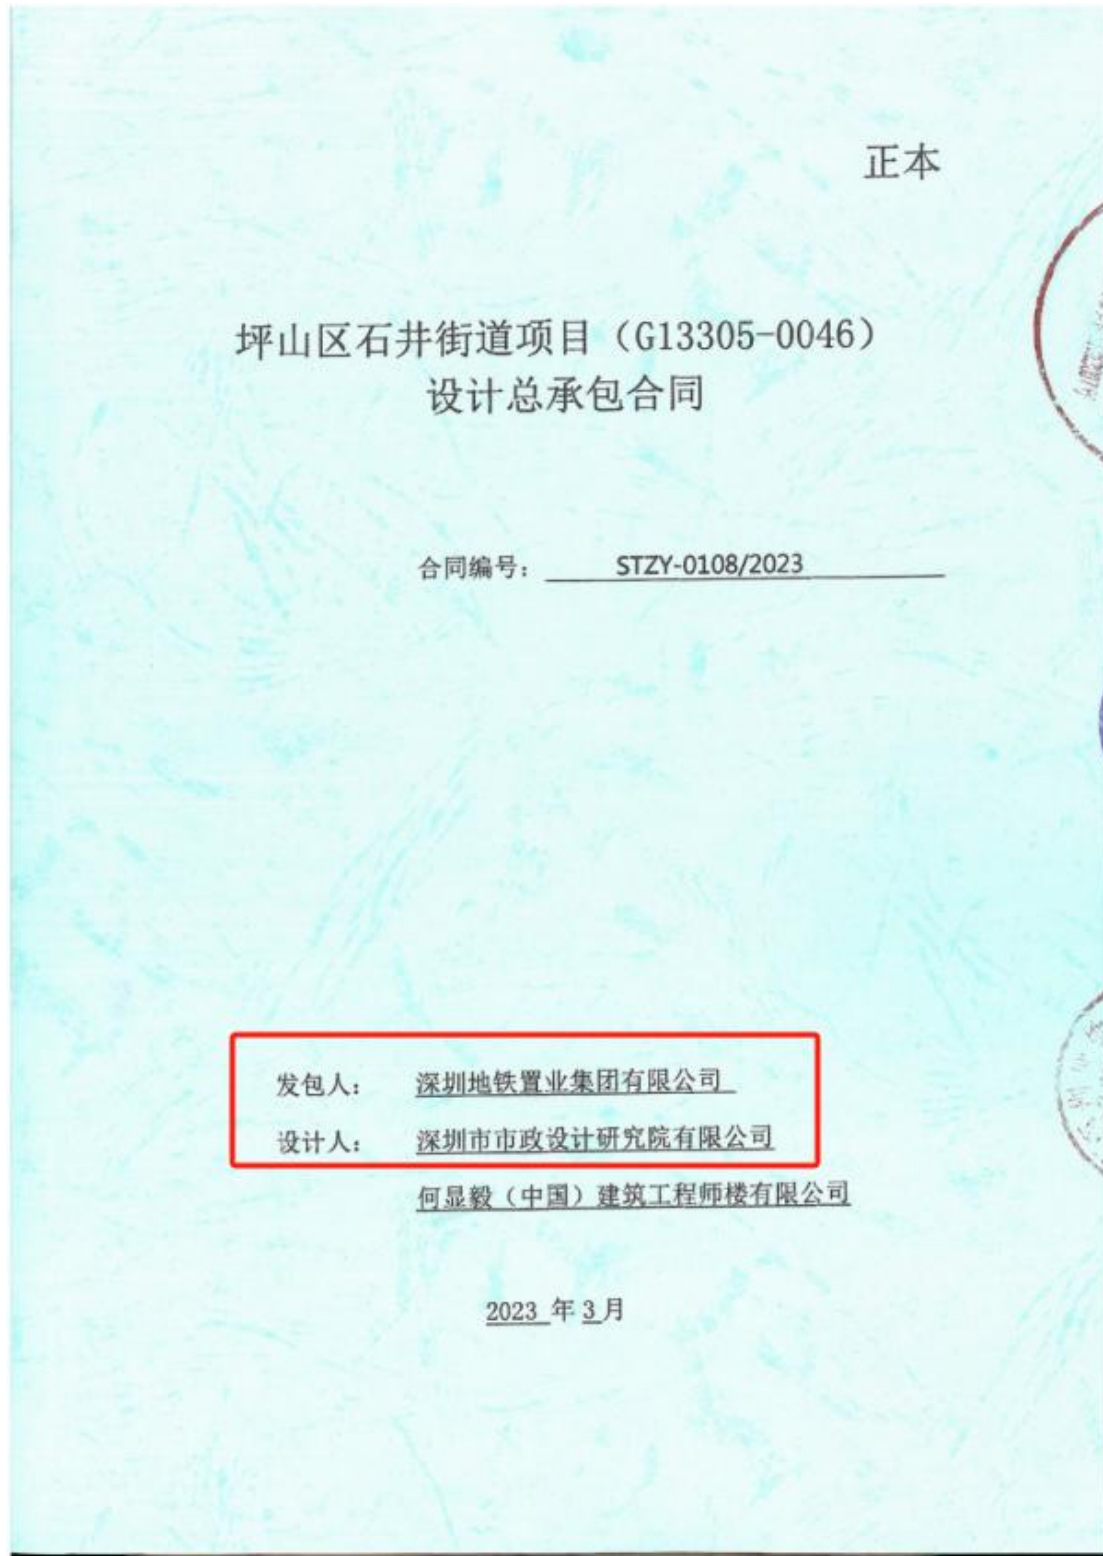 正本
坪山区石井街道项目（G13305-0046）
设计总承包合同
合同编号： STZY-0108/2023
发包人： 深圳地铁置业集团有限公司
设计人： 深圳市市政设计研究院有限公司
何显毅（中国）建筑工程师楼有限公司
2023 年 3 月